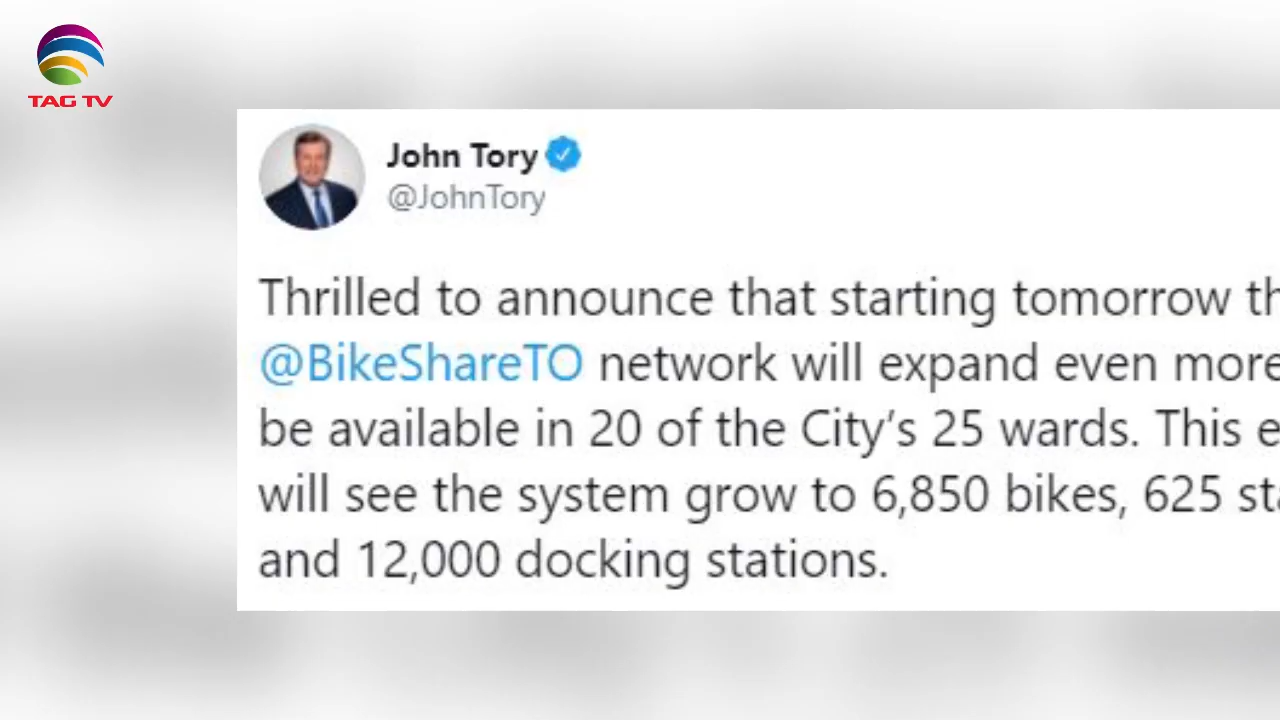 TAG TV
John Tory
@JohnTory
Thrilled to announce that starting tomorrow th
@BikeShareTO network will expand even more
be available in 20 of the City's 25 wards. This e
will see the system grow to 6,850 bikes, 625 sta
and 12,000 docking stations.